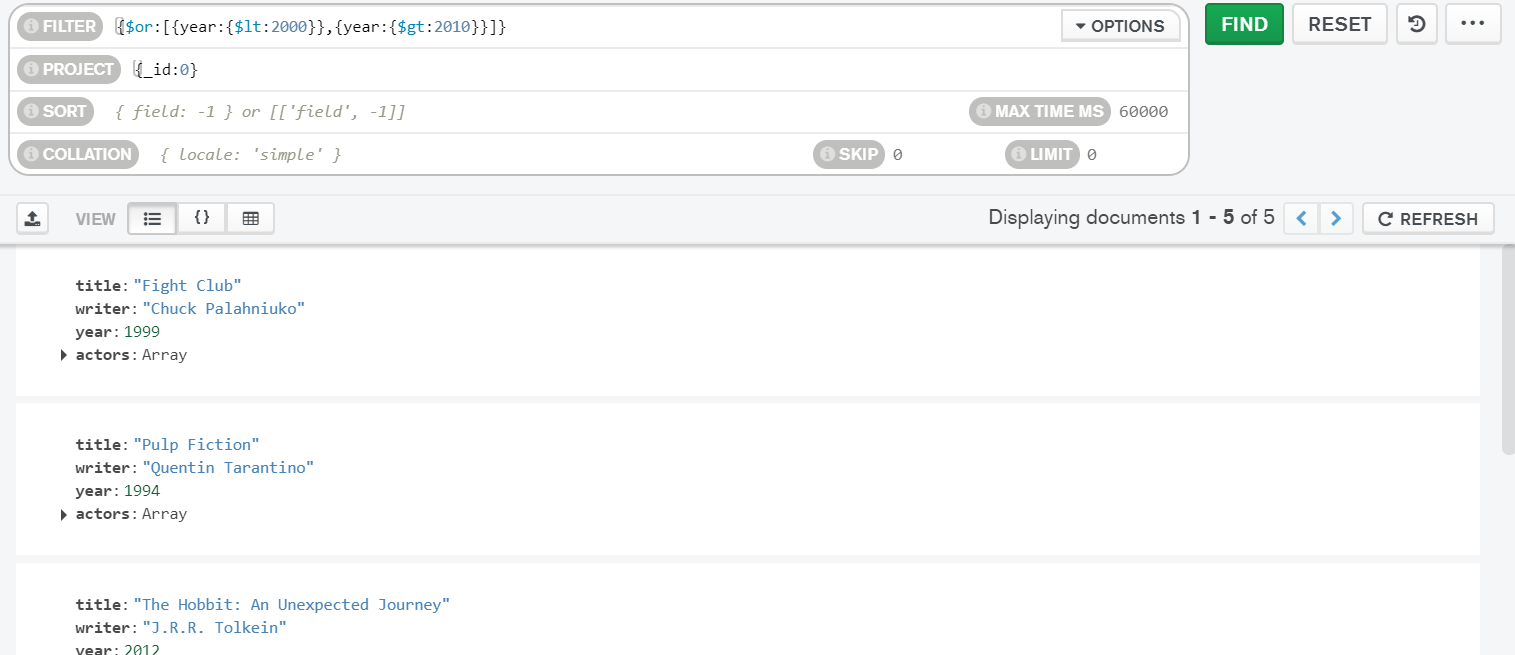 FILTER {$or:[{year:{$lt:2000}},{year:{$gt:2010}}]} OPTIONS FIND RESET
PROJECT {_id:0}
SORT { field: -1 } or [['field', -1]] MAX TIME MS 60000
COLLATION { locale: 'simple' } SKIP 0 LIMIT 0
VIEW {} Displaying documents 1 - 5 of 5 < > REFRESH
title: "Fight Club"
writer: "Chuck Palahniuko"
year: 1999
actors: Array
title: "Pulp Fiction"
writer: "Quentin Tarantino"
year: 1994
actors: Array
title: "The Hobbit: An Unexpected Journey"
writer: "J.R.R. Tolkein"
year: 2012